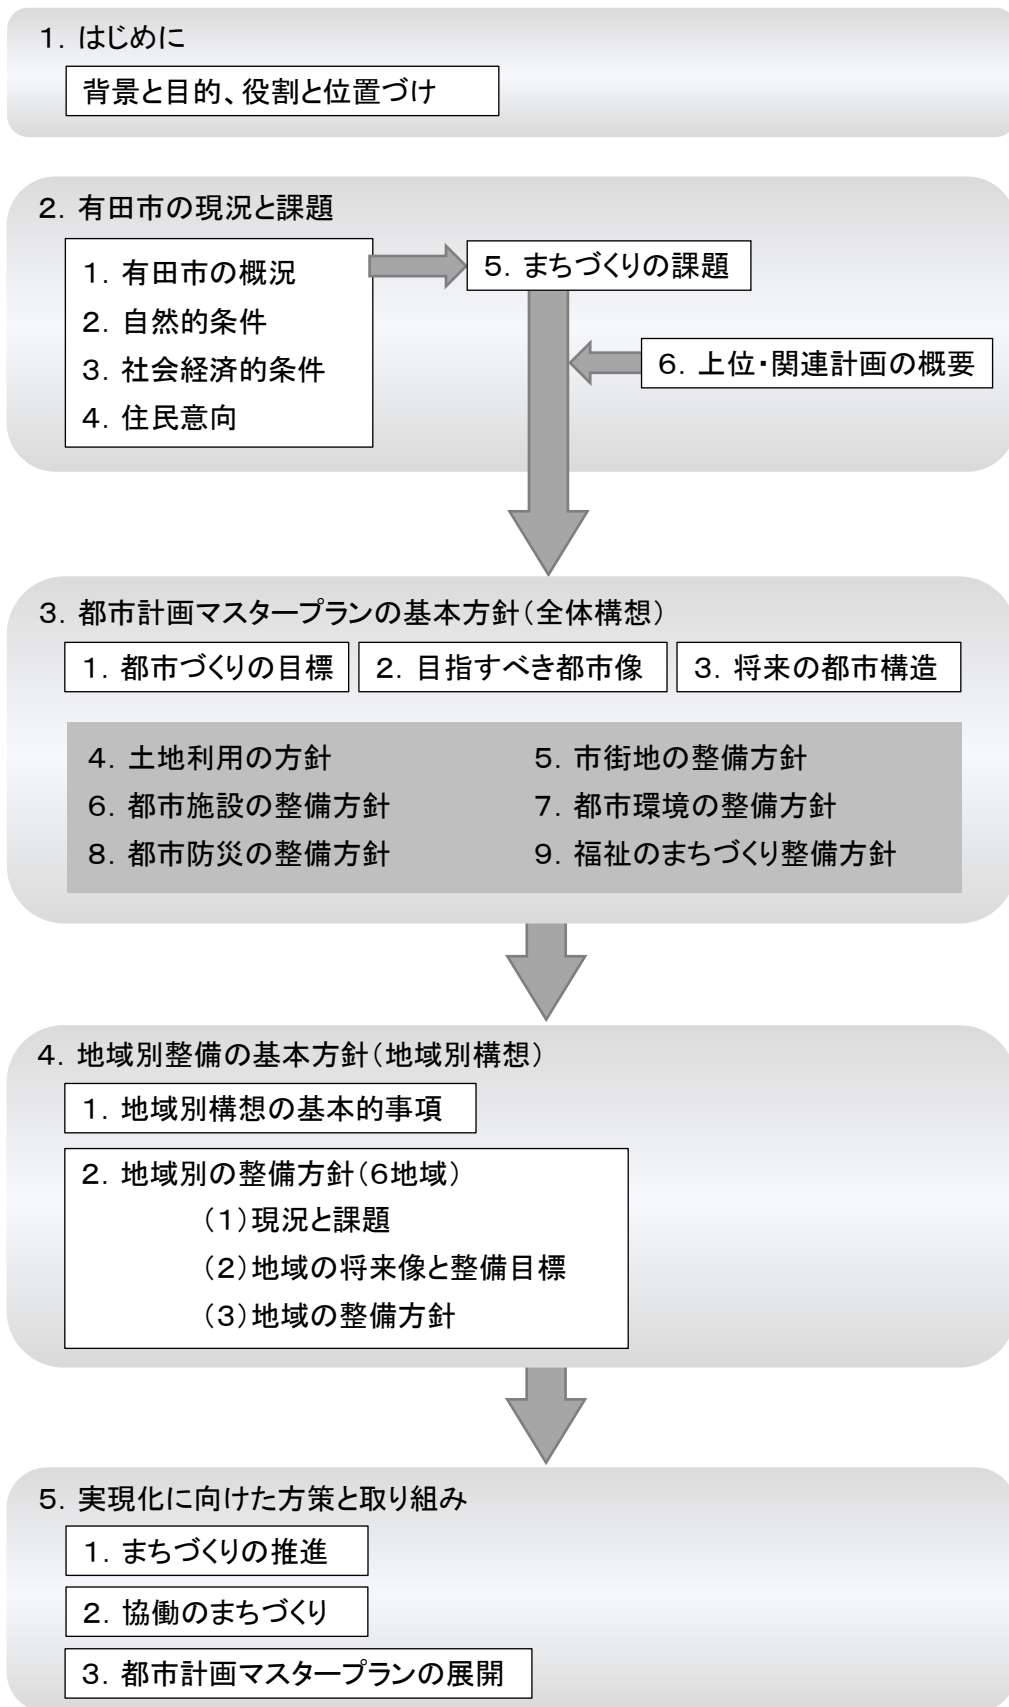 1．はじめに
背景と目的、役割と位置づけ
2．有田市の現況と課題
1．有田市の概況
2．自然的条件
3．社会経済的条件
4．住民意向
5．まちづくりの課題
6．上位・関連計画の概要
3．都市計画マスタープランの基本方針（全体構想）
1．都市づくりの目標
2．目指すべき都市像
3．将来の都市構造
4．土地利用の方針
5．市街地の整備方針
6．都市施設の整備方針
7．都市環境の整備方針
8．都市防災の整備方針
9．福祉のまちづくり整備方針
4．地域別整備の基本方針（地域別構想）
1．地域別構想の基本的事項
2．地域別の整備方針（6地域）
（1）現況と課題
（2）地域の将来像と整備目標
（3）地域の整備方針
5．実現化に向けた方策と取り組み
1．まちづくりの推進
2．協働のまちづくり
3．都市計画マスタープランの展開